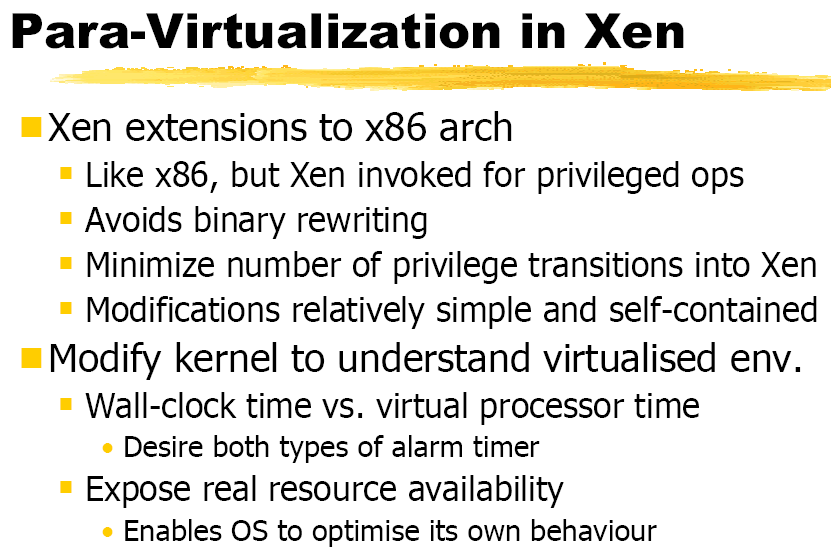 Para-Virtualization in Xen
Xen extensions to x86 arch
Like x86, but Xen invoked for privileged ops
Avoids binary rewriting
Minimize number of privilege transitions into Xen
Modifications relatively simple and self-contained
Modify kernel to understand virtualised env.
Wall-clock time vs. virtual processor time
Desire both types of alarm timer
Expose real resource availability
Enables OS to optimise its own behaviour